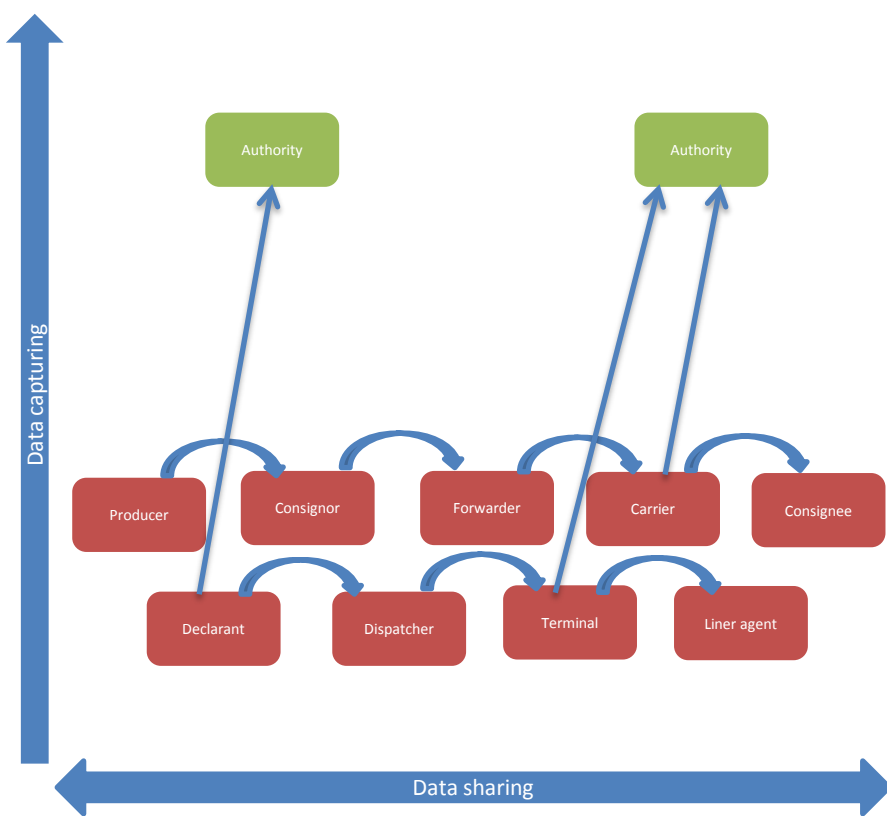 Authority
Authority
Data capturing
Producer
Consignor
Forwarder
Carrier
Consignee
Declarant
Dispatcher
Terminal
Liner agent
Data sharing